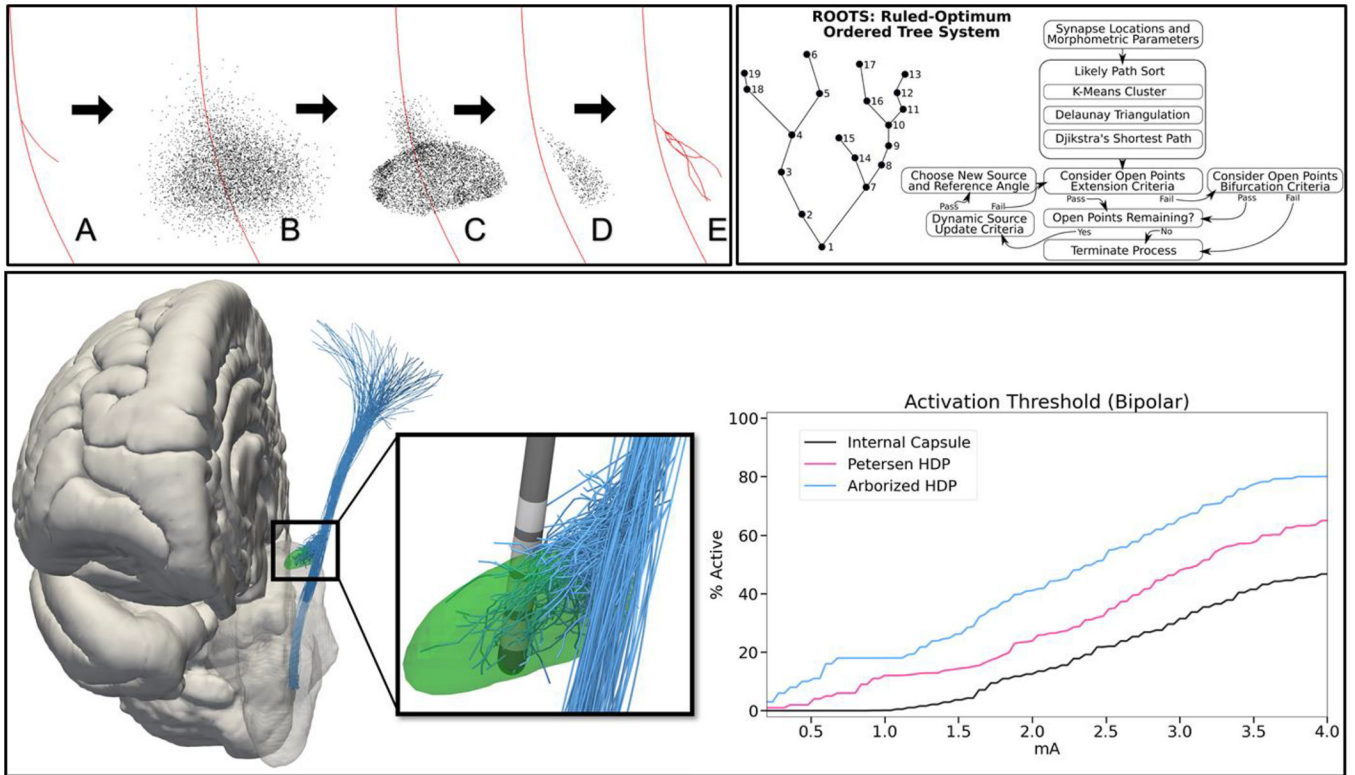 A
B
C
D
E
ROOTS: Ruled-Optimum
Ordered Tree System
19
18
6
5
4
3
2
1
17
16
15
14
13
12
11
10
9
8
7
Synapse Locations and
Morphometric Parameters
Likely Path Sort
K-Means Cluster
Delaunay Triangulation
Djikstra's Shortest Path
Choose New Source
and Reference Angle
Consider Open Points
Extension Criteria
Consider Open Points
Bifurcation Criteria
Pass
Fail
Pass
Fail
Pass
Fail
Dynamic Source
Update Criteria
Open Points Remaining?
Yes
No
Terminate Process
Activation Threshold (Bipolar)
Internal Capsule
Petersen HDP
Arborized HDP
% Active
100
80
60
40
20
0
0.5 1.0 1.5 2.0 2.5 3.0 3.5 4.0
mA